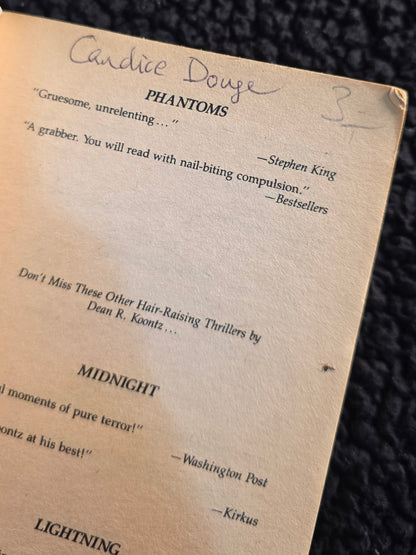 Candice Douge
3-
PHANTOMS
"Gruesome, unrelenting..."
—Stephen King
"A grabber. You will read with nail-biting compulsion."
—Bestsellers
Don't Miss These Other Hair-Raising Thrillers by
Dean R. Koontz...
MIDNIGHT
moments of pure terror!"
—Washington Post
at his best!"
—Kirkus
LIGHTNING